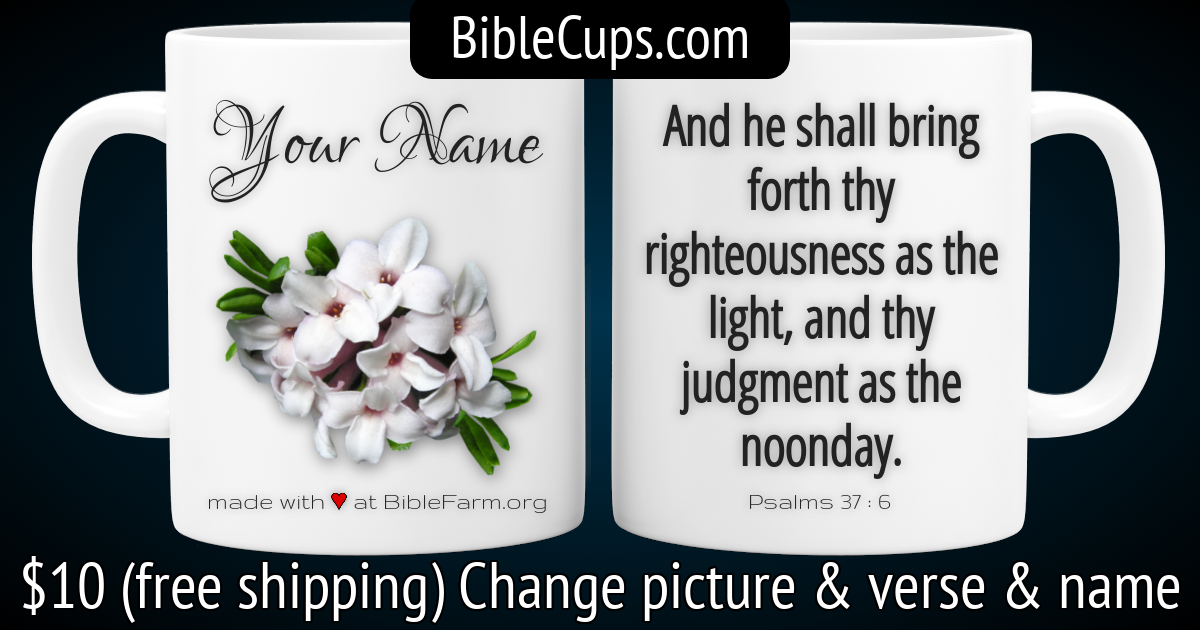 BibleCups.com
Your Name
made with ♥ at BibleFarm.org
And he shall bring
forth thy
righteousness as the
light, and thy
judgment as the
noonday.
Psalms 37 : 6
$10 (free shipping) Change picture & verse & name